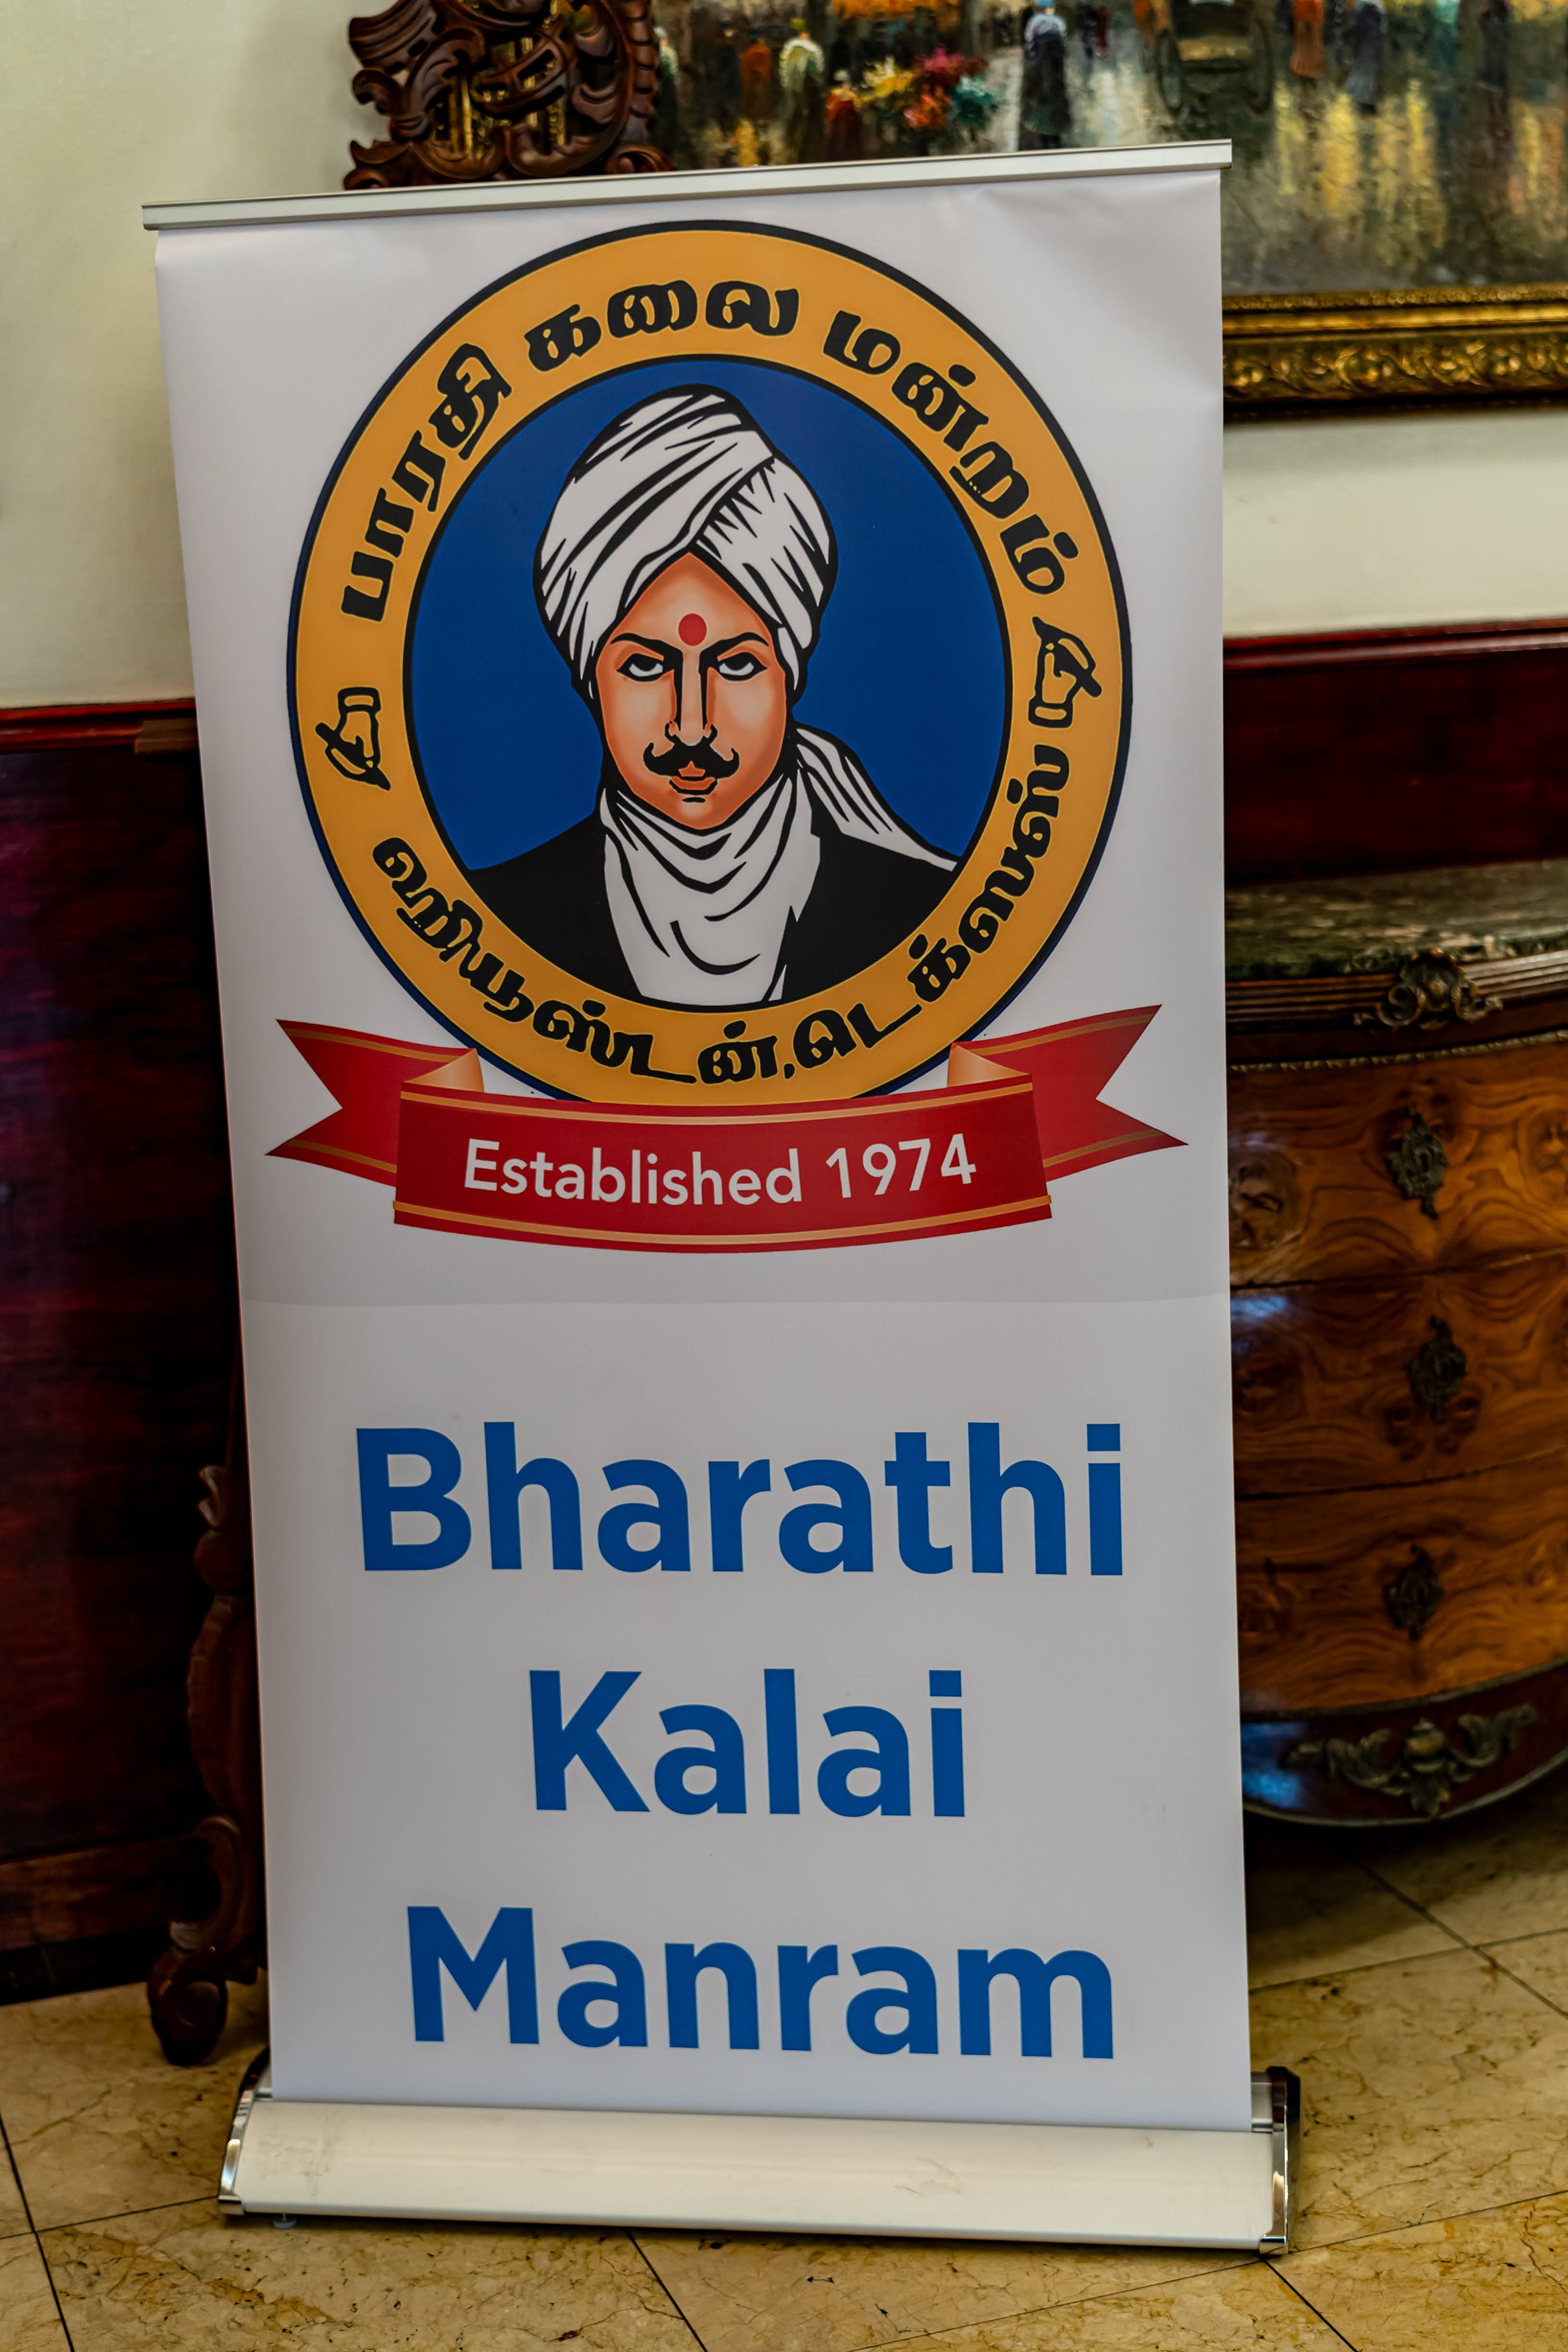 பாரதி கலை மன்றம்
ஹியூஸ்டன், டெக்ஸஸ்
Established 1974
Bharathi
Kalai
Manram